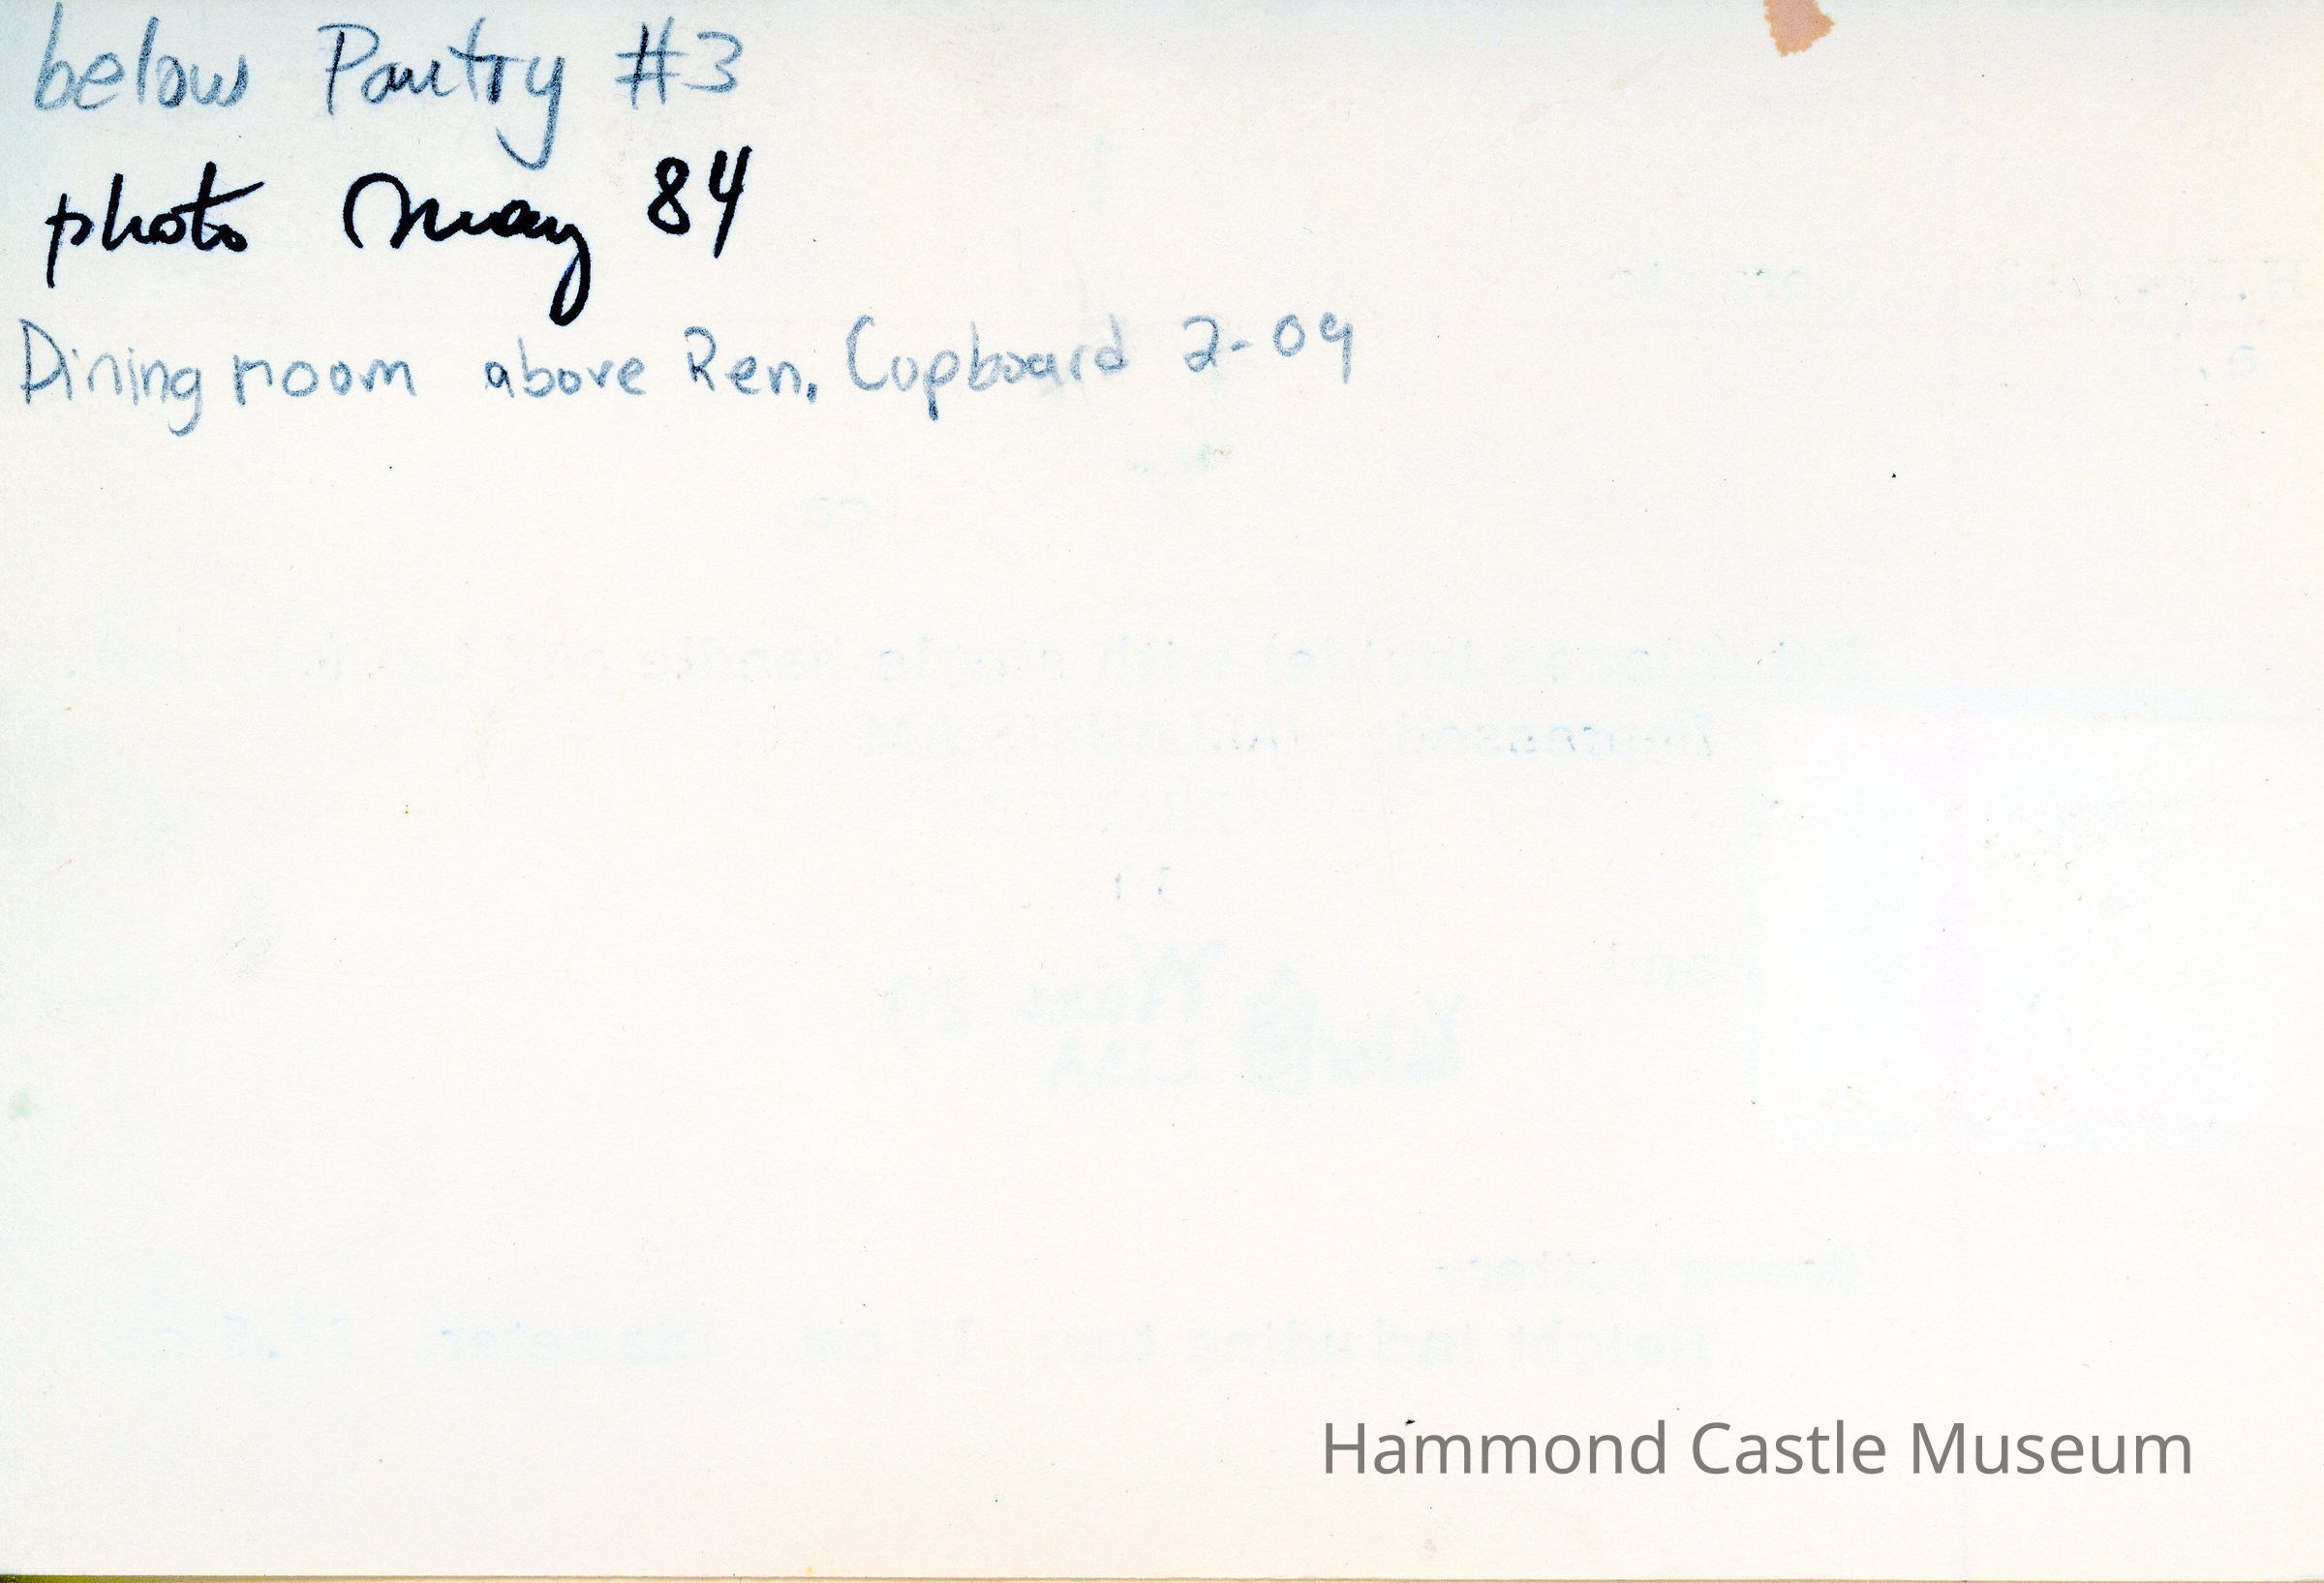 below Pantry #3
photo May 84
Dining room above Ren. Cupboard 2-09
Hammond Castle Museum